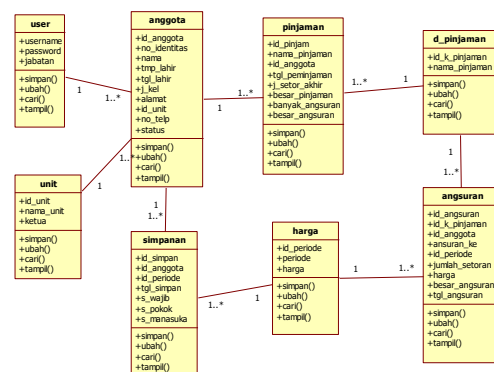 user
+username
+password
+jabatan
+simpan()
+ubah()
+cari()
+tampil()
anggota
+id_anggota
+no_identitas
+nama
+tmp_lahir
+tgl_lahir
+j_kel
+alamat
+id_unit
+no_telp
+status
+simpan()
+ubah()
+cari()
+tampil()
pinjaman
+id_pinjam
+nama_pinjaman
+id_anggota
+tgl_peminjaman
+j_setor_akhir
+besar_pinjaman
+banyak_angsuran
+besar_angsuran
+simpan()
+ubah()
+cari()
+tampil()
d_pinjaman
+id_k_pinjaman
+nama_pinjaman
+simpan()
+ubah()
+cari()
+tampil()
1
1..*
1
1..*
1..*
1
1..*
1
1
1..*
1
1..*
unit
+id_unit
+nama_unit
+ketua
+simpan()
+ubah()
+cari()
+tampil()
simpanan
+id_simpan
+id_anggota
+id_periode
+tgl_simpan
+s_wajib
+s_pokok
+s_manasuka
+simpan()
+ubah()
+cari()
+tampil()
harga
+id_periode
+periode
+harga
+simpan()
+ubah()
+cari()
+tampil()
angsuran
+id_angsuran
+id_k_pinjaman
+id_anggota
+ansuran_ke
+id_periode
+jumlah_setoran
+harga
+besar_angsuran
+tgl_angsuran
+simpan()
+ubah()
+cari()
+tampil()
1..*
1
1
1..*